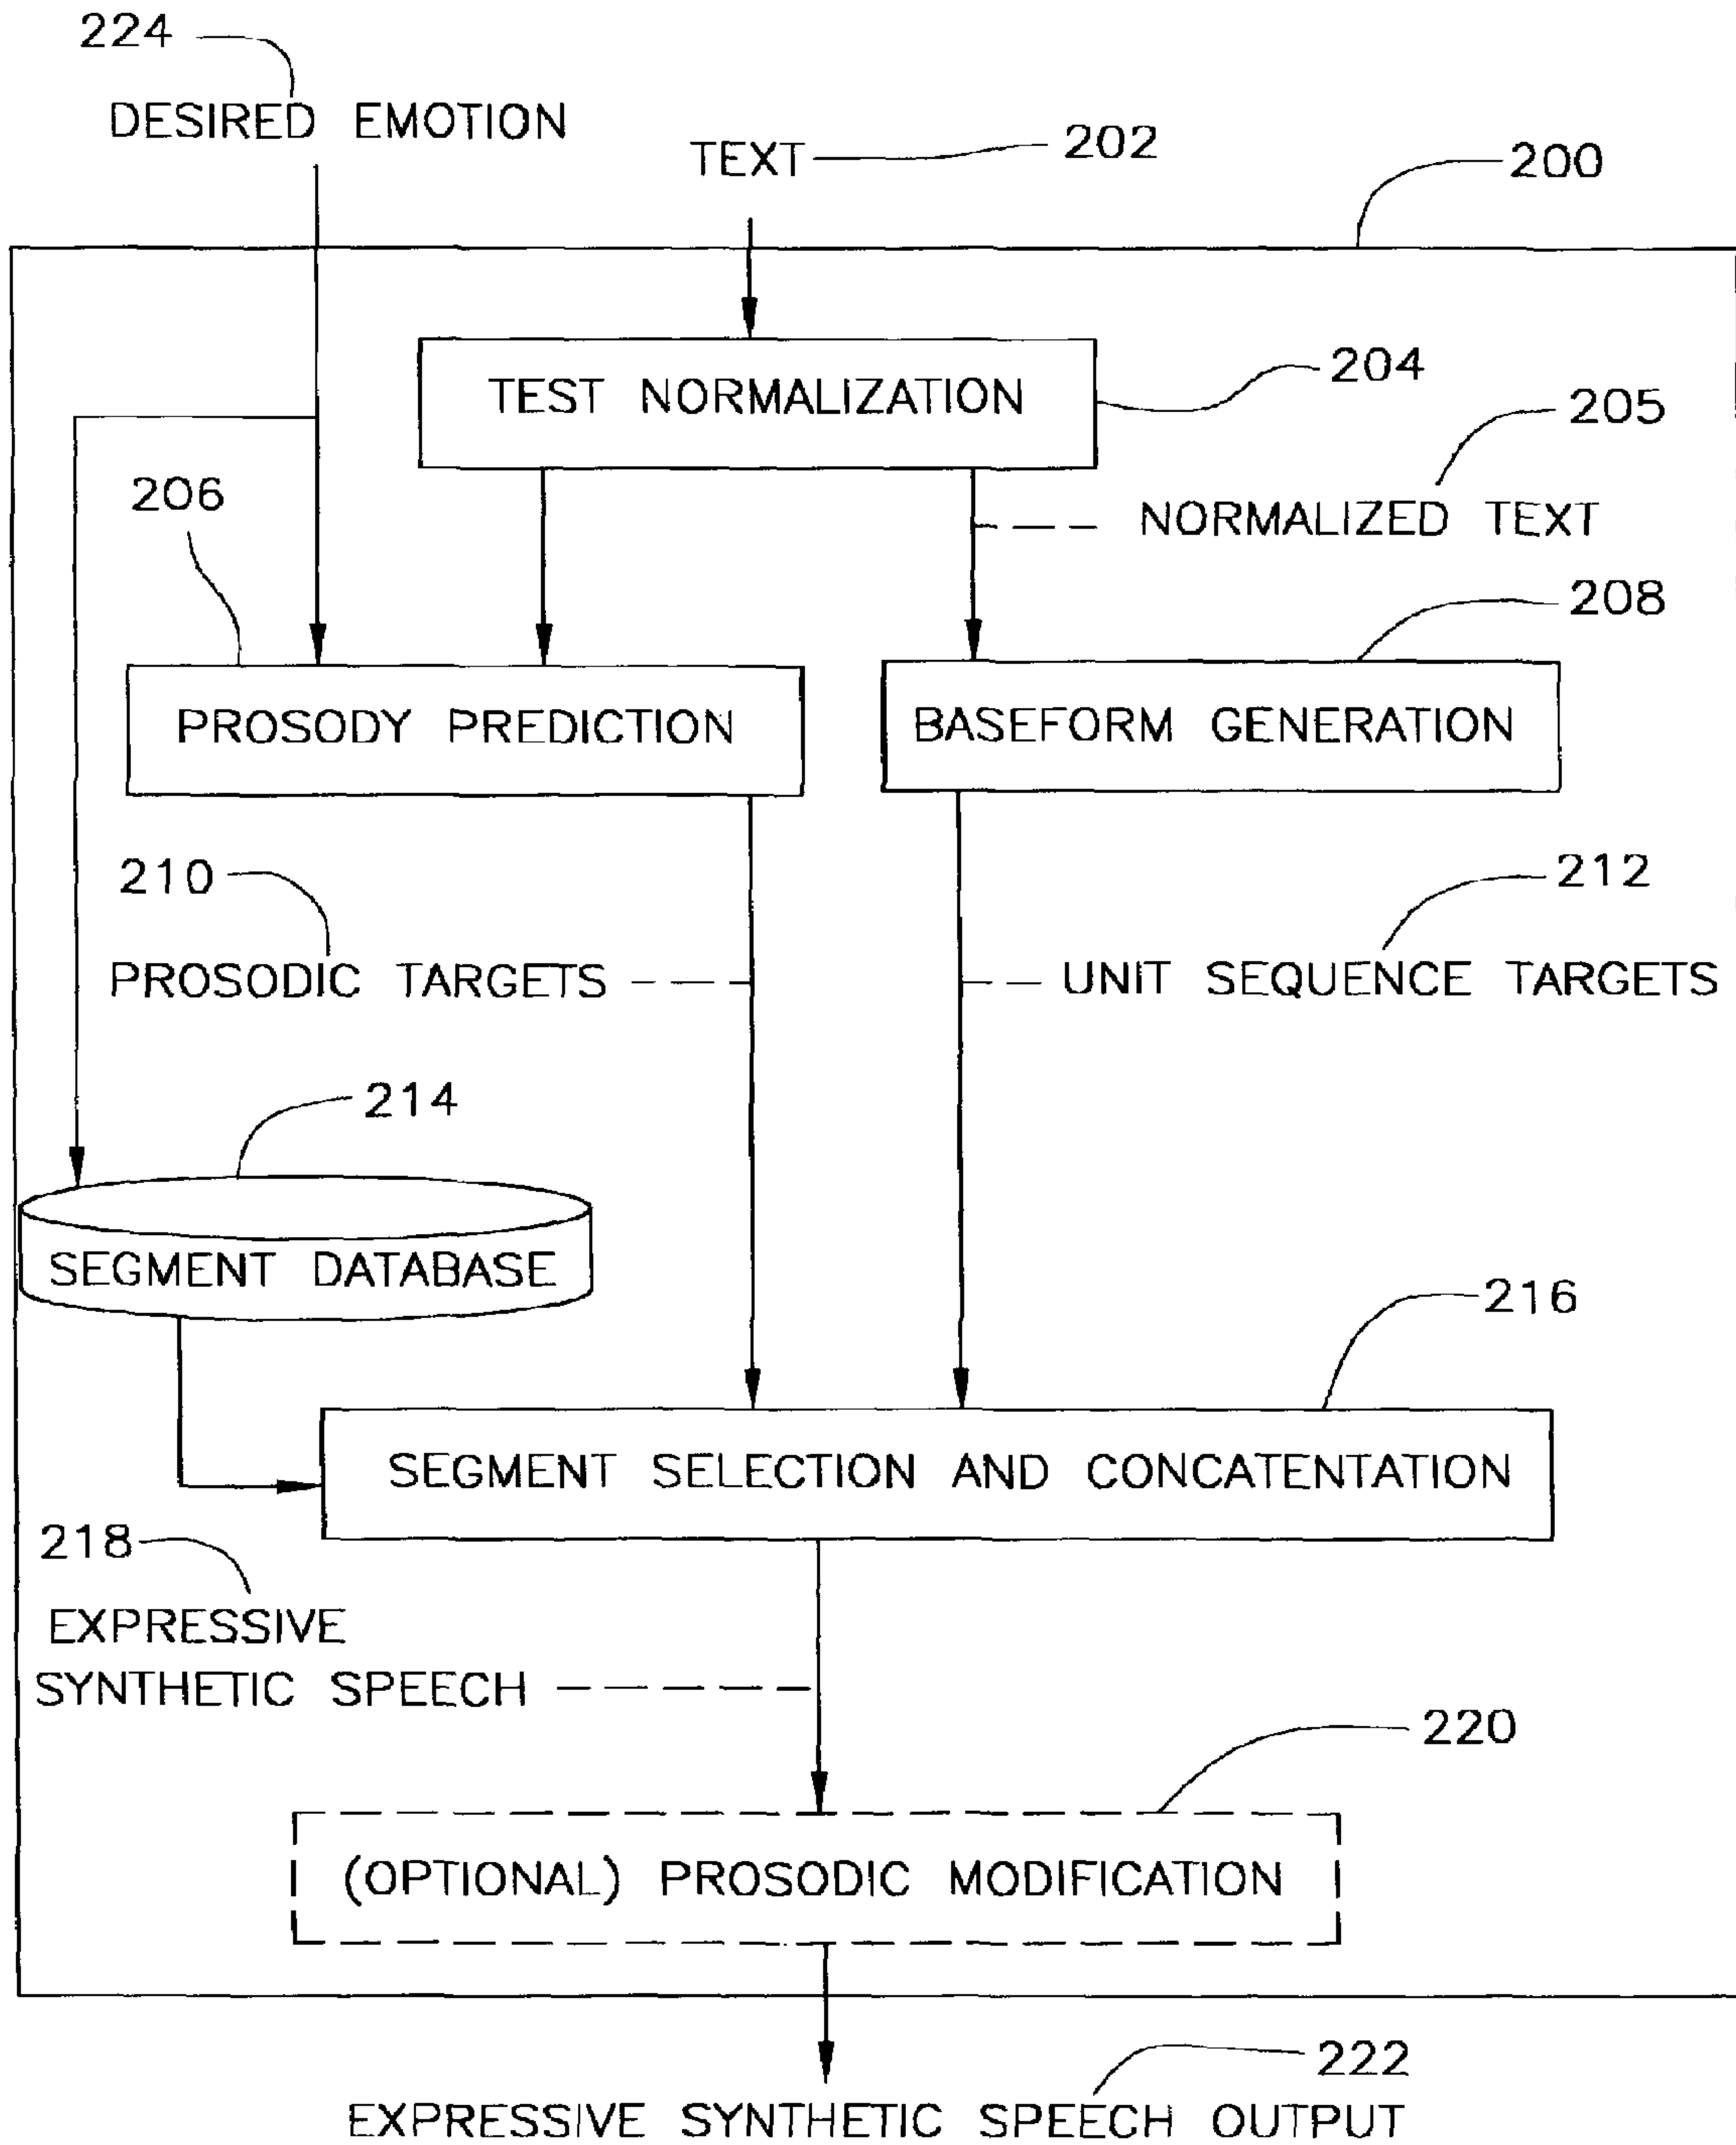 224
DESIRED EMOTION
TEXT
202
200
TEST NORMALIZATION
204
205
206
NORMALIZED TEXT
208
PROSODY PREDICTION
BASEFORM GENERATION
210
212
PROSODIC TARGETS
UNIT SEQUENCE TARGETS
214
SEGMENT DATABASE
216
SEGMENT SELECTION AND CONCATENTATION
218
EXPRESSIVE
SYNTHETIC SPEECH
220
(OPTIONAL) PROSODIC MODIFICATION
222
EXPRESSIVE SYNTHETIC SPEECH OUTPUT